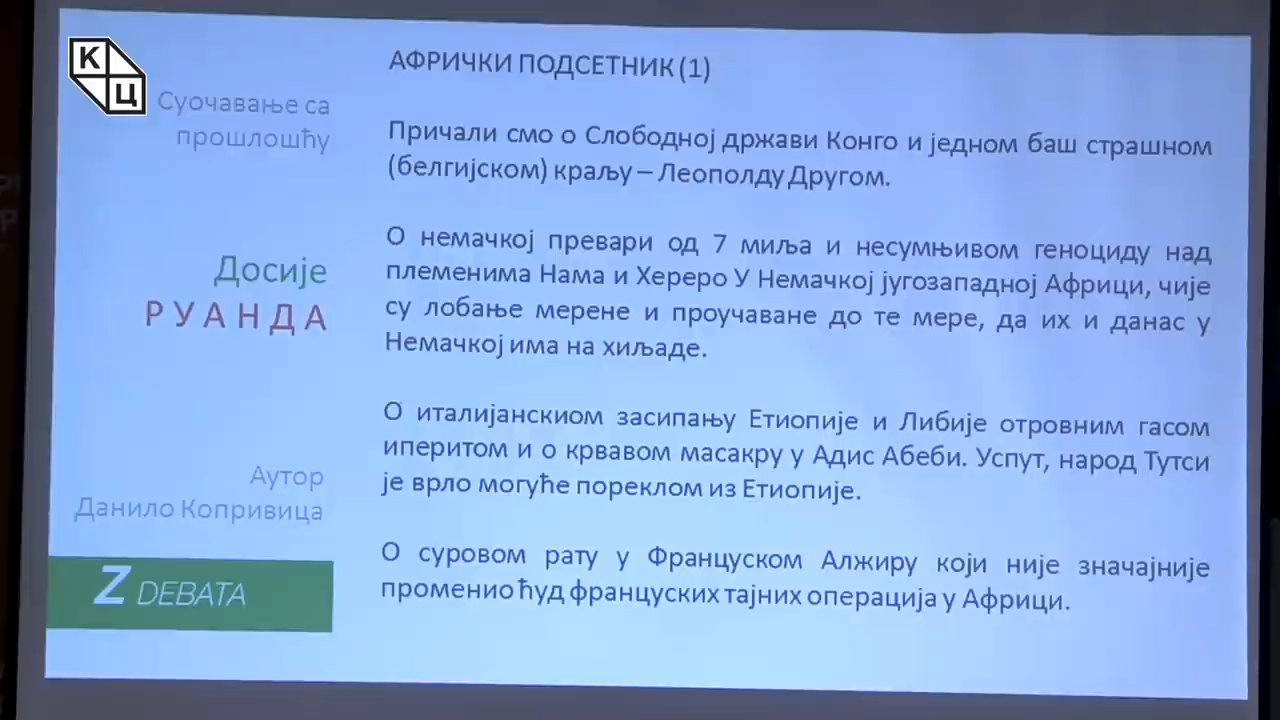 К
Ц
Суочавање са
прошлошћу
Досије
РУАНДА
Аутор
Данило Копривица
Z DEBATA
АФРИЧКИ ПОДСЕТНИК (1)
Причали смо о Слободној држави Конго и једном баш страшном
(белгијском) краљу – Леополду Другом.
О немачкој превари од 7 миља и несумњивом геноциду над
племенима Нама и Хереро У Немачкој југозападној Африци, чије
су лобање мерене и проучаване до те мере, да их и данас у
Немачкој има на хиљаде.
О италијанскиом засипању Етиопије и Либије отровним гасом
иперитом и о крвавом масакру у Адис Абеби. Успут, народ Тутси
је врло могуће пореклом из Етиопије.
О суровом рату у Француском Алжиру који није значајније
променио ћуд француских тајних операција у Африци.